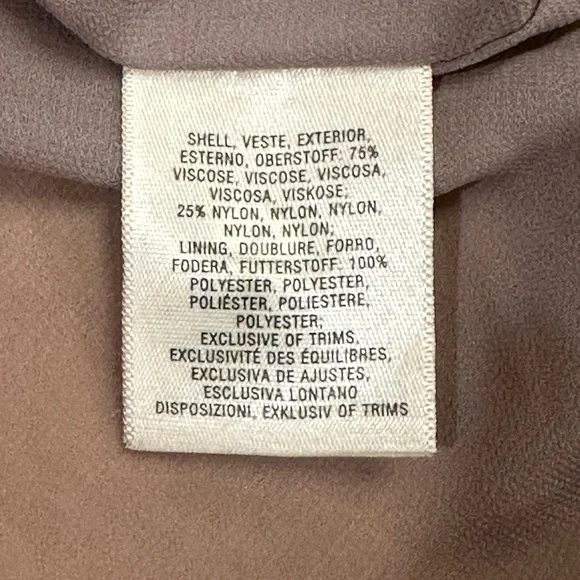 SHELL, VESTE, EXTERIOR,
ESTERNO, OBERSTOFF: 75%
VISCOSE, VISCOSE, VISCOSA,
VISCOSA, VISKOSE;
25% NYLON, NYLON, NYLON,
NYLON, NYLON;
LINING, DOUBLURE, FORRO,
FODERA, FUTTERSTOFF: 100%
POLYESTER, POLYESTER,
POLIÉSTER, POLIESTERE,
POLYESTER;
EXCLUSIVE OF TRIMS,
EXCLUSIVITÉ DES ÉQUILIBRES,
EXCLUSIVA DE AJUSTES,
ESCLUSIVA LONTANO
DISPOSIZIONI, EXKLUSIV OF TRIMS